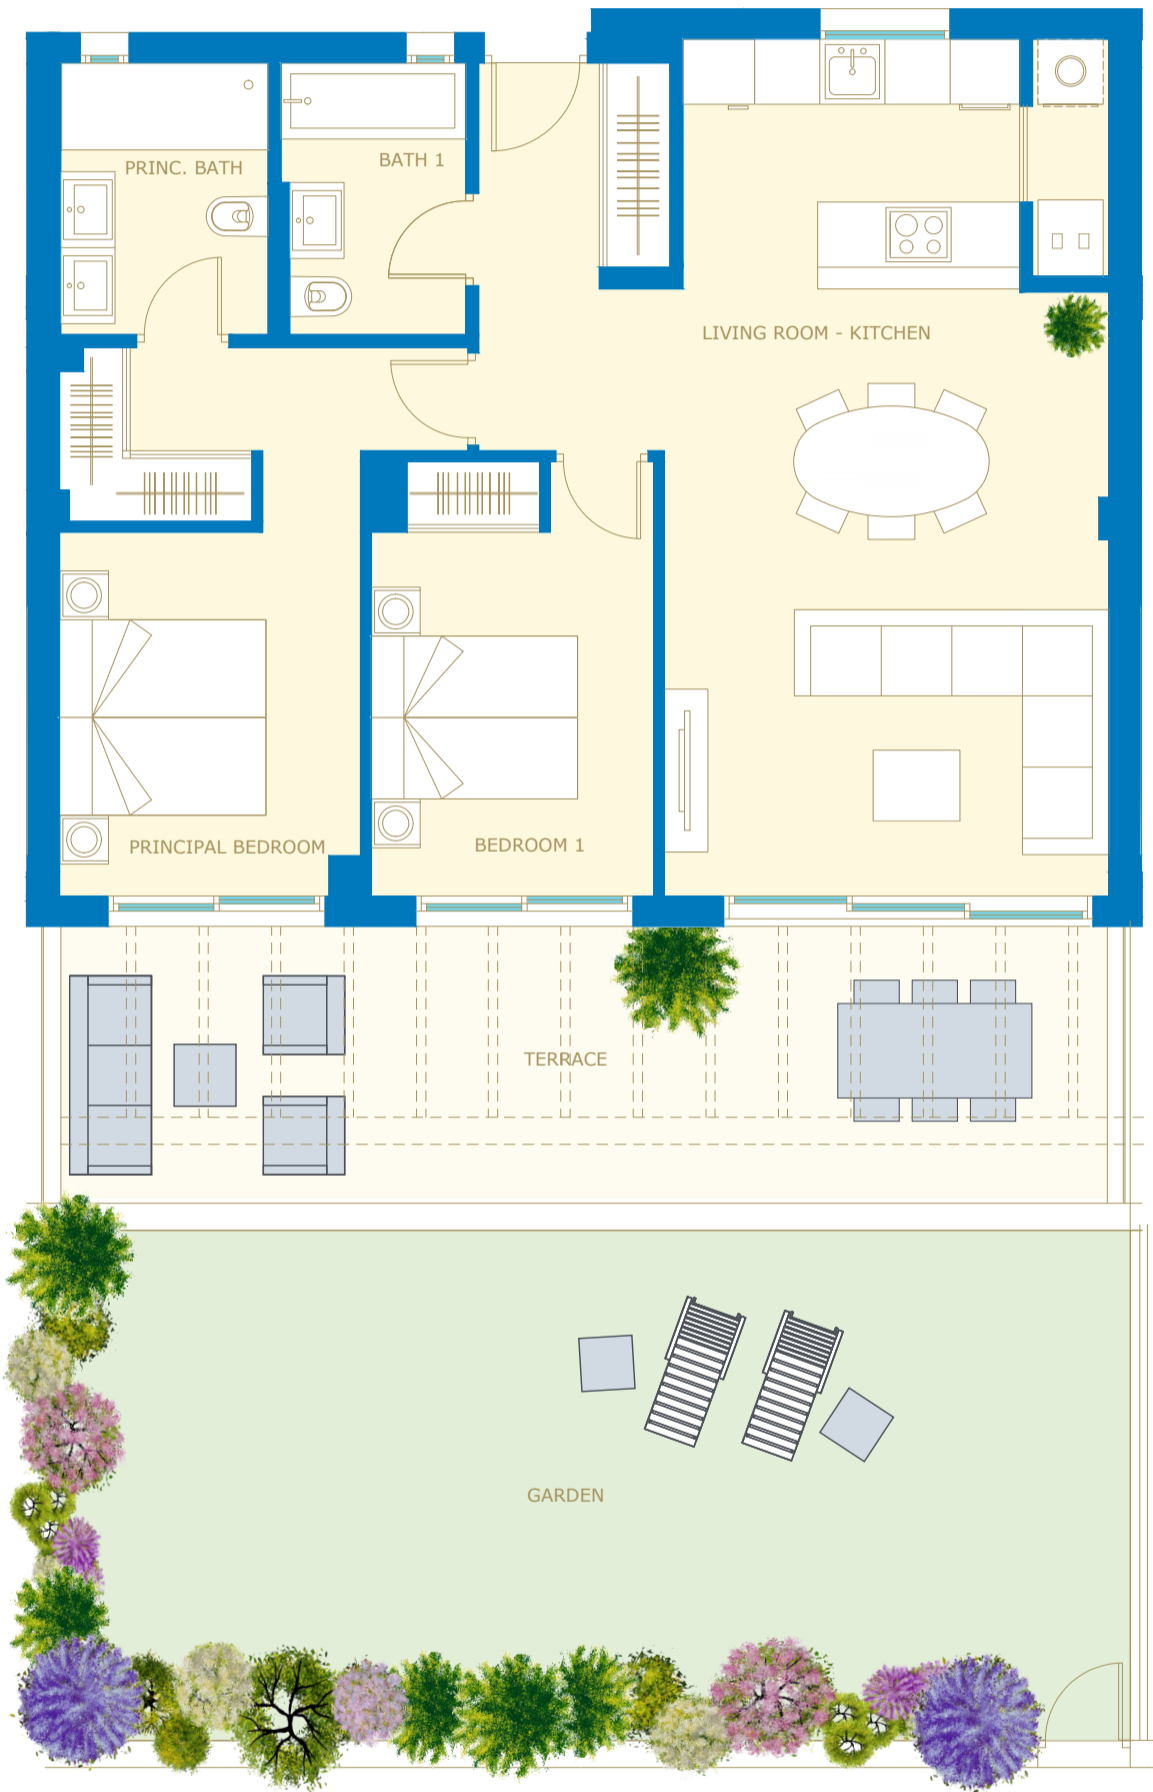 BATH 1
PRINC. BATH
LIVING ROOM - KITCHEN
PRINCIPAL BEDROOM
BEDROOM 1
TERRACE
GARDEN